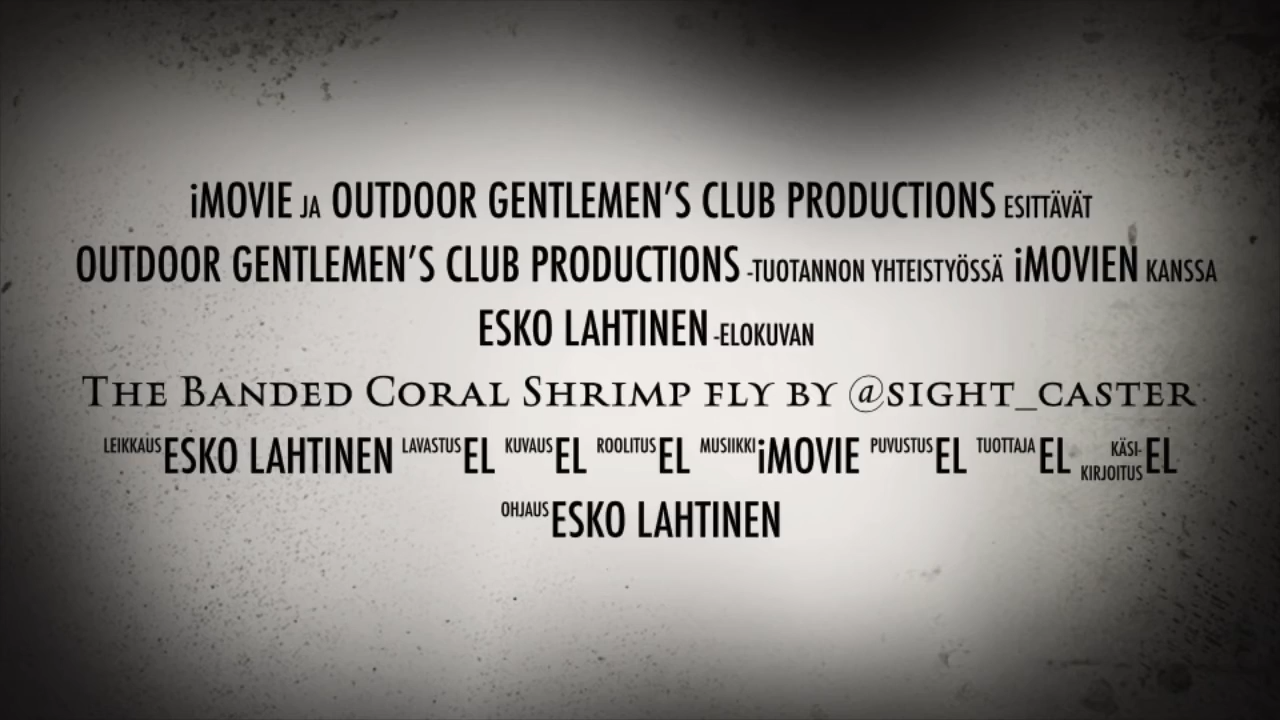 iMOVIE JA OUTDOOR GENTLEMEN'S CLUB PRODUCTIONS ESITTÄVÄT
OUTDOOR GENTLEMEN'S CLUB PRODUCTIONS -TUOTANNON YHTEISTYÖSSÄ iMOVIEN KANSSA
ESKO LAHTINEN -ELOKUVAN
THE BANDED CORAL SHRIMP FLY BY @SIGHT_CASTER
LEIKKAUS ESKO LAHTINEN LAVASTUS EL KUVAUS EL ROOLITUS EL MUSIIKKI iMOVIE PUVUSTUS EL TUOTTAJA EL KÄSI-KIRJOITUS EL
OHJAUS ESKO LAHTINEN